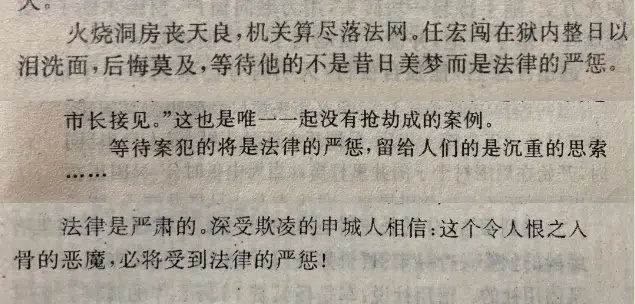 火烧洞房丧天良，机关算尽落法网。任宏闯在狱内整日以
泪洗面，后悔莫及，等待他的不是昔日美梦而是法律的严惩。
市长接见。”这也是唯一一起没有抢劫成的案例。
等待案犯的将是法律的严惩，留给人们的是沉重的思索
……
法律是严肃的。深受欺凌的申城人相信：这个令人恨之入
骨的恶魔，必将受到法律的严惩！